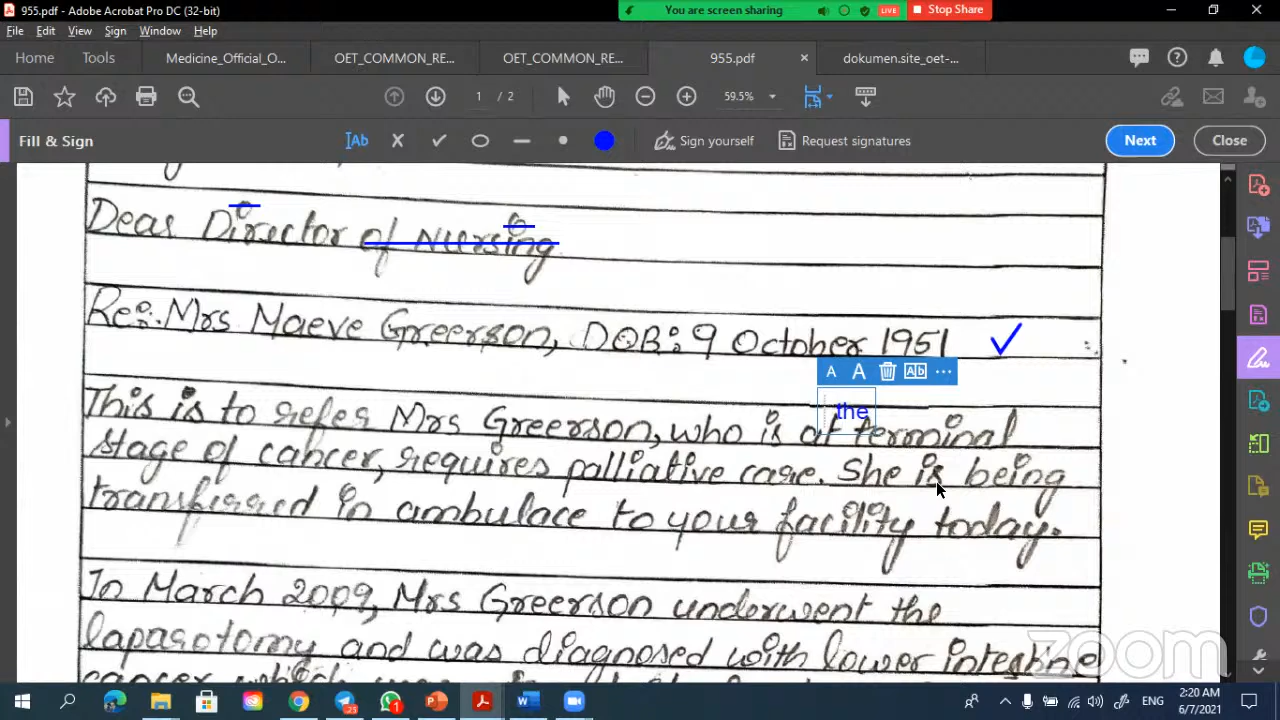 955.pdf - Adobe Acrobat Pro DC (32-bit)
You are screen sharing LIVE Stop Share
File Edit View Sign Window Help
Home Tools Medicine_Official_O... OET_COMMON_RE... OET_COMMON_RE... 955.pdf dokumen.site_oet-...
1 / 2 59.5%
Fill & Sign Ab Sign yourself Request signatures Next Close
Dear Director of Nursing
Re:. Mrs Maeve Greerson, DOB: 9 October 1951
A A Ab ...
the
This is to refer Mrs Greerson, who is at terminal
stage of cancer, requires palliative care. She is being
transferred in ambulace to your facility today.
In March 2009, Mrs Greerson underwent the
laparotomy and was diagnosed with lower intestine
cancer which
zoom
ENG 2:20 AM 6/7/2021